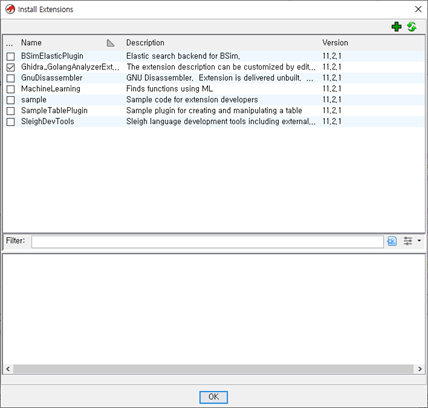 Install Extensions
... Name Description Version
BSimElasticPlugin Elastic search backend for BSim, 11,2,1
Ghidra_GolangAnalyzerExt... The extension description can be customized by edit... 11,2,1
GnuDisassembler GNU Disassembler, Extension is delivered unbuilt, ... 11,2,1
MachineLearning Finds functions using ML 11,2,1
sample Sample code for extension developers 11,2,1
SampleTablePlugin Sample plugin for creating and manipulating a table 11,2,1
SleighDevTools Sleigh language development tools including external... 11,2,1
Filter:
OK